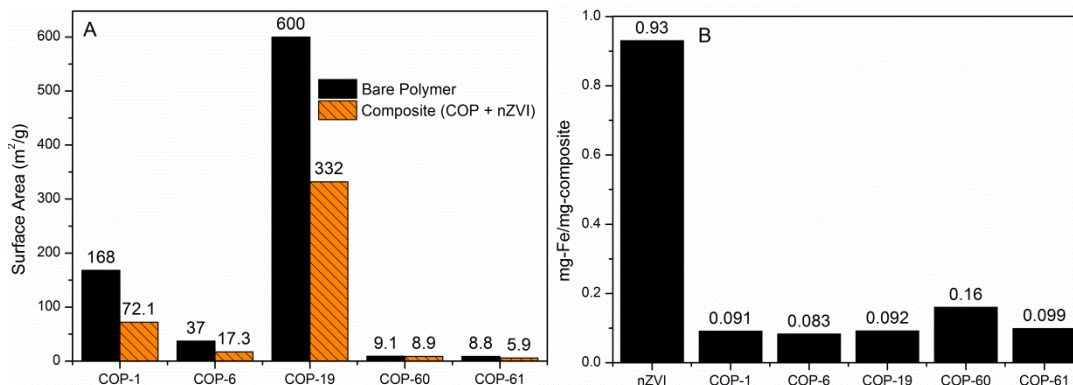 A
600
500
400
300
200
100
0
Surface Area (m²/g)
600
Bare Polymer
Composite (COP + nZVI)
332
168
72.1
37
17.3
9.1
8.9
8.8
5.9
COP-1
COP-6
COP-19
COP-60
COP-61
B
1.0
0.8
0.6
0.4
0.2
0.0
mg-Fe/mg-composite
0.93
0.091
0.083
0.092
0.16
0.099
nZVI
COP-1
COP-6
COP-19
COP-60
COP-61